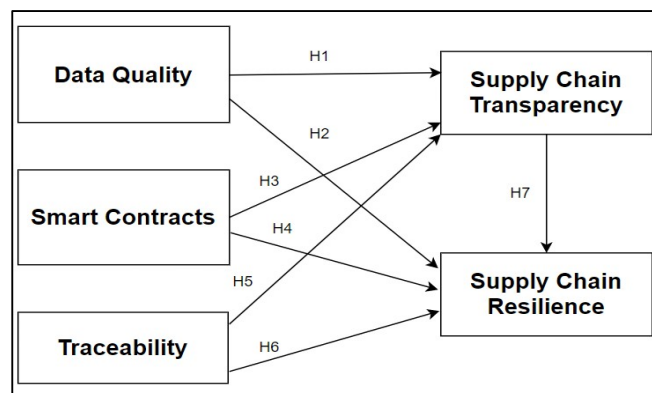 Data Quality
H1
Supply Chain
Transparency
H2
H3
Smart Contracts
H4
H7
H5
Supply Chain
Resilience
Traceability
H6